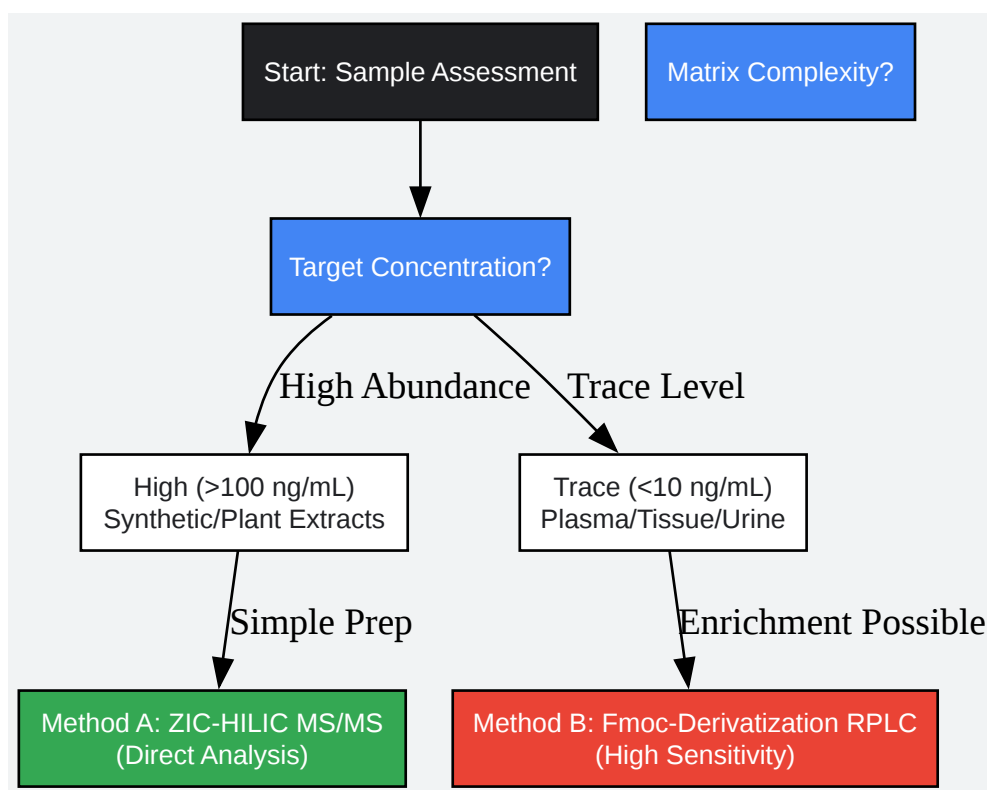 Start: Sample Assessment
Matrix Complexity?
Target Concentration?
High Abundance
Trace Level
High (>100 ng/mL)
Synthetic/Plant Extracts
Trace (<10 ng/mL)
Plasma/Tissue/Urine
Simple Prep
Enrichment Possible
Method A: ZIC-HILIC MS/MS
(Direct Analysis)
Method B: Fmoc-Derivatization RPLC
(High Sensitivity)